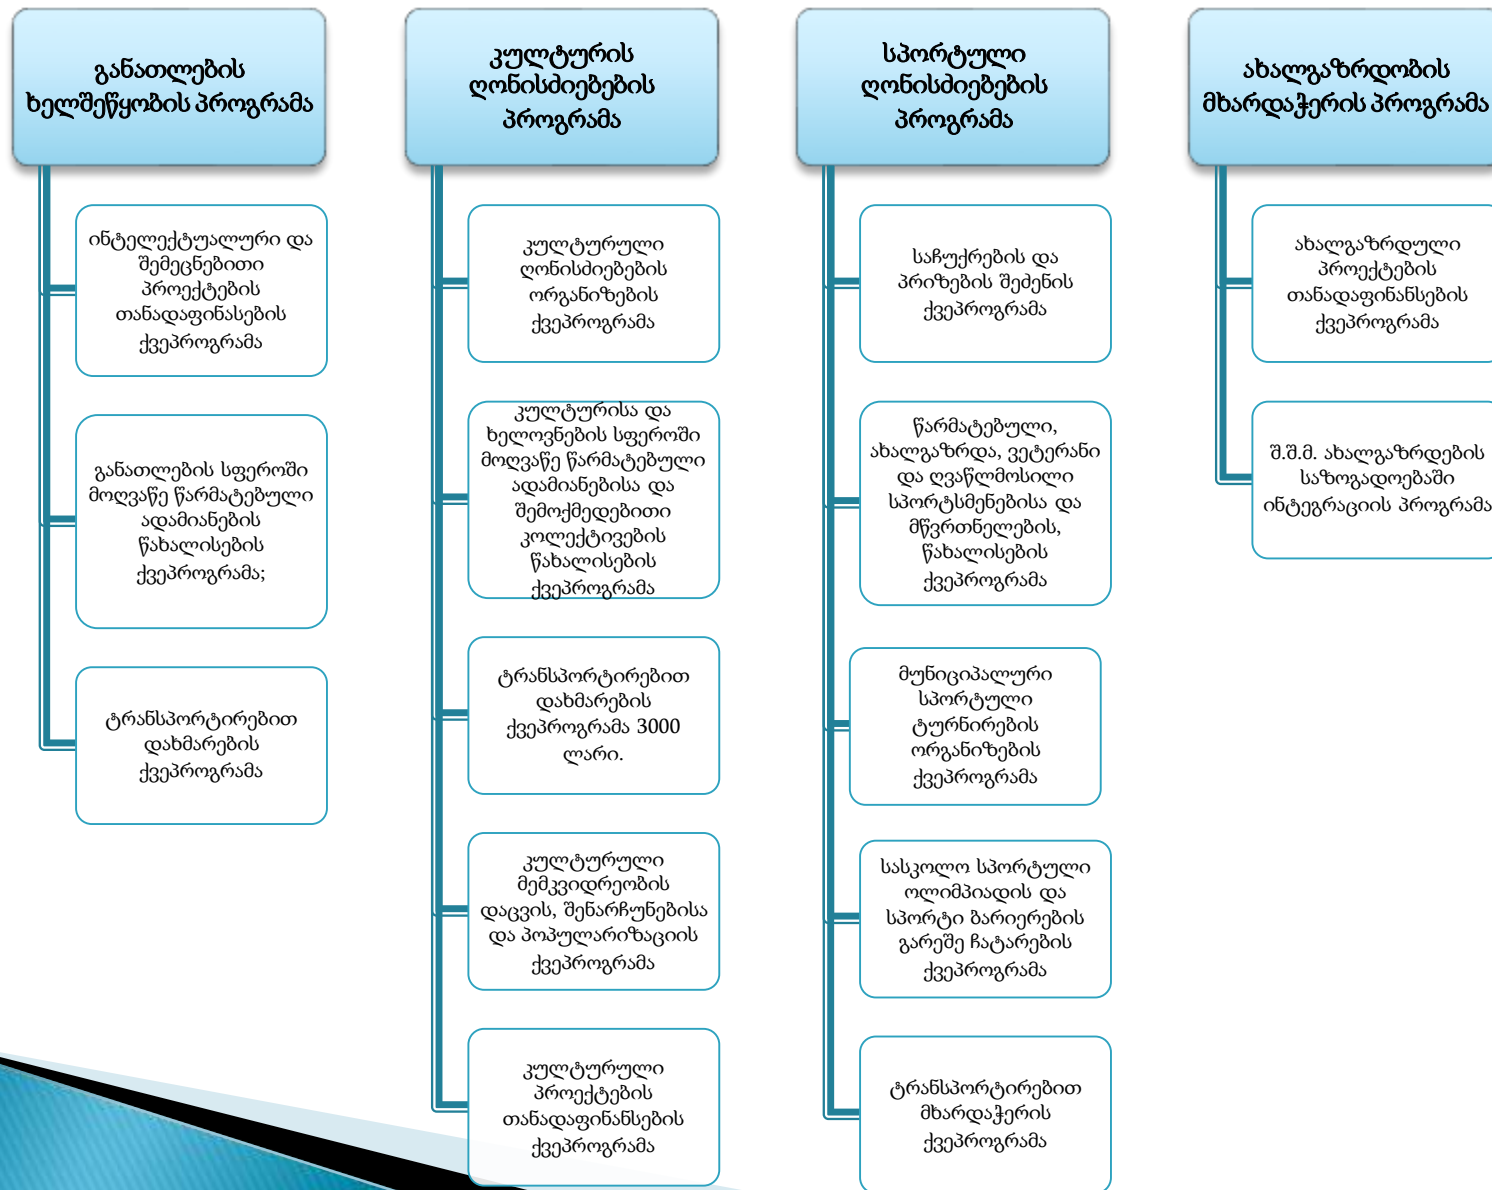 განათლების
ხელშეწყობის პროგრამა
ინტელექტუალური და
შემეცნებითი
პროექტების
თანადაფინასების
ქვეპროგრამა
განათლების სფეროში
მოღვაწე წარმატებული
ადამიანების
წახალისების
ქვეპროგრამა;
ტრანსპორტირებით
დახმარების
ქვეპროგრამა
კულტურის
ღონისძიებების
პროგრამა
კულტურული
ღონისძიებების
ორგანიზების
ქვეპროგრამა
კულტურისა და
ხელოვნების სფეროში
მოღვაწე წარმატებული
ადამიანებისა და
შემოქმედებითი
კოლექტივების
წახალისების
ქვეპროგრამა
ტრანსპორტირებით
დახმარების
ქვეპროგრამა 3000
ლარი.
კულტურული
მემკვიდრეობის
დაცვის, შენარჩუნებისა
და პოპულარიზაციის
ქვეპროგრამა
კულტურული
პროექტების
თანადაფინანსების
ქვეპროგრამა
სპორტული
ღონისძიებების
პროგრამა
საჩუქრების და
პრიზების შეძენის
ქვეპროგრამა
წარმატებული,
ახალგაზრდა, ვეტერანი
და ღვაწლმოსილი
სპორტსმენებისა და
მწვრთნელების,
წახალისების
ქვეპროგრამა
მუნიციპალური
სპორტული
ტურნირების
ორგანიზების
ქვეპროგრამა
სასკოლო სპორტული
ოლიმპიადის და
სპორტი ბარიერების
გარეშე ჩატარების
ქვეპროგრამა
ტრანსპორტირებით
მხარდაჭერის
ქვეპროგრამა
ახალგაზრდობის
მხარდაჭერის პროგრამა
ახალგაზრდული
პროექტების
თანადაფინანსების
ქვეპროგრამა
შ.შ.მ. ახალგაზრდების
საზოგადოებაში
ინტეგრაციის პროგრამა